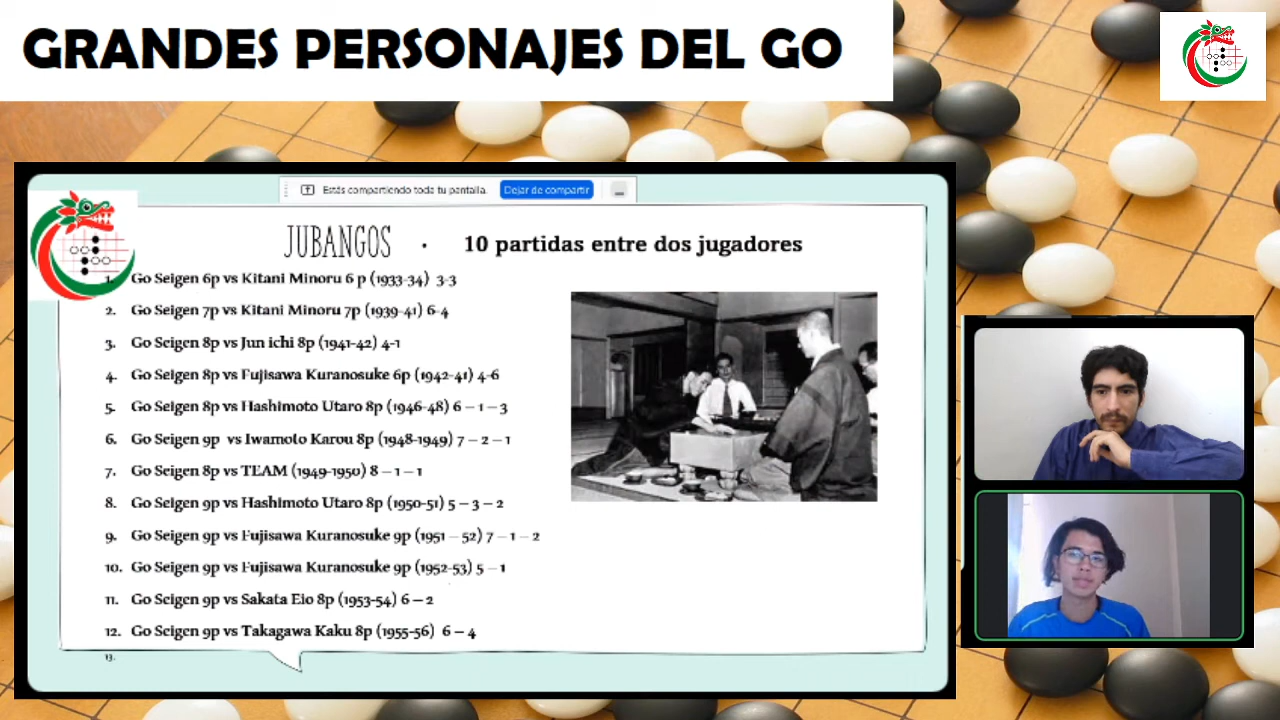 GRANDES PERSONAJES DEL GO
Estás compartiendo toda tu pantalla.
Dejar de compartir
JUBANGOS · 10 partidas entre dos jugadores
1. Go Seigen 6p vs Kitani Minoru 6 p (1933-34) 3-3
2. Go Seigen 7p vs Kitani Minoru 7p (1939-41) 6-4
3. Go Seigen 8p vs Jun ichi 8p (1941-42) 4-1
4. Go Seigen 8p vs Fujisawa Kuranosuke 6p (1942-41) 4-6
5. Go Seigen 8p vs Hashimoto Utaro 8p (1946-48) 6 – 1 – 3
6. Go Seigen 9p vs Iwamoto Karou 8p (1948-1949) 7 – 2 – 1
7. Go Seigen 8p vs TEAM (1949-1950) 8 – 1 – 1
8. Go Seigen 9p vs Hashimoto Utaro 8p (1950-51) 5 – 3 – 2
9. Go Seigen 9p vs Fujisawa Kuranosuke 9p (1951 – 52) 7 – 1 – 2
10. Go Seigen 9p vs Fujisawa Kuranosuke 9p (1952-53) 5 – 1
11. Go Seigen 9p vs Sakata Eio 8p (1953-54) 6 – 2
12. Go Seigen 9p vs Takagawa Kaku 8p (1955-56) 6 – 4
13.